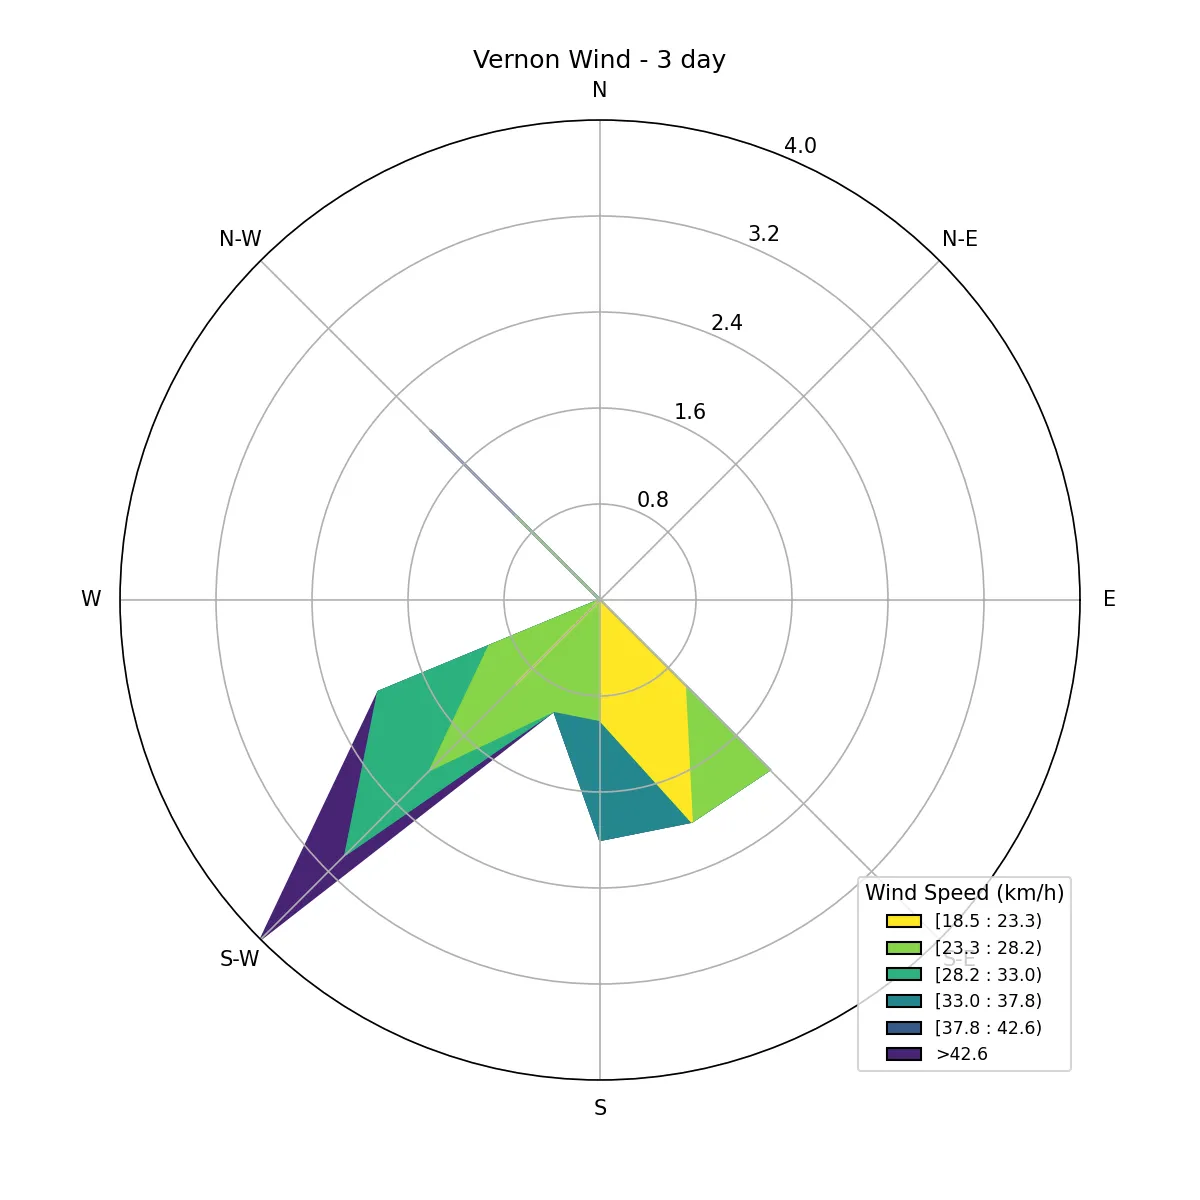 Vernon Wind - 3 day
N
4.0
N-W
3.2
N-E
2.4
1.6
0.8
W
E
S-W
S-E
Wind Speed (km/h)
[18.5 : 23.3)
[23.3 : 28.2)
[28.2 : 33.0)
[33.0 : 37.8)
[37.8 : 42.6)
>42.6
S